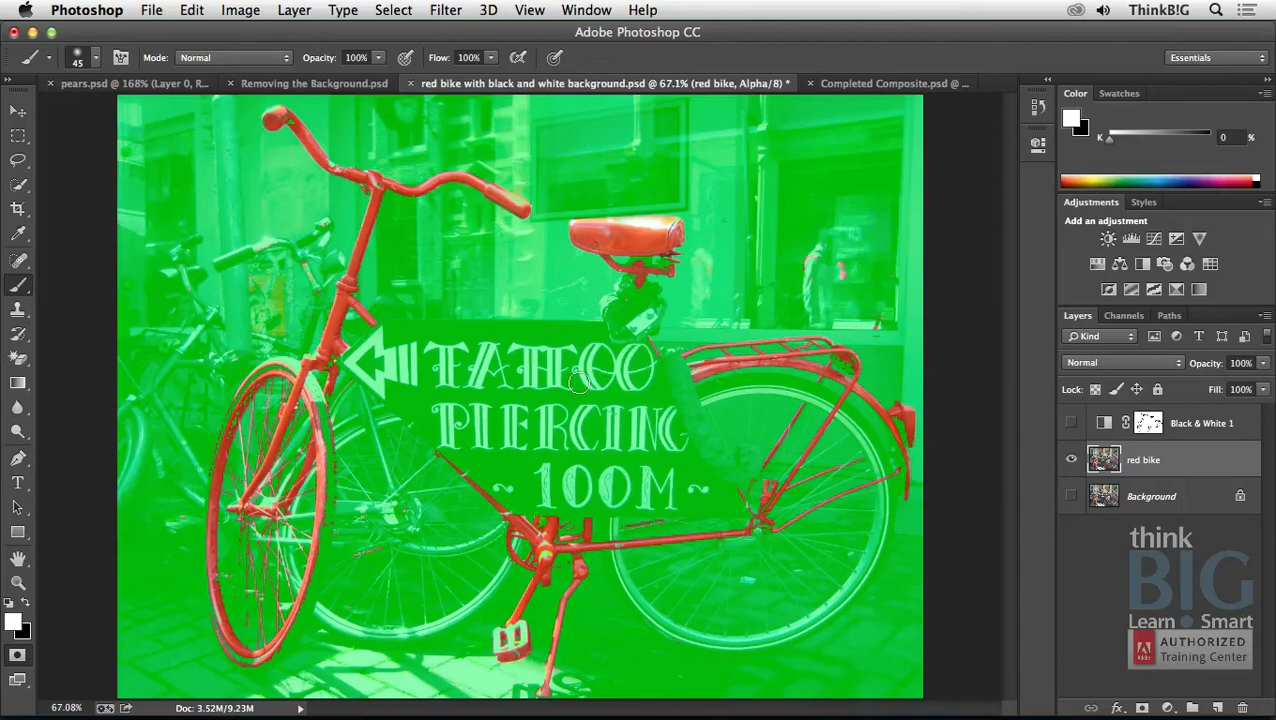 Photoshop File Edit Image Layer Type Select Filter 3D View Window Help ThinkB!G
Adobe Photoshop CC
45 Mode: Normal Opacity: 100% Flow: 100% Essentials
pears.psd @ 168% (Layer 0, R... Removing the Background.psd red bike with black and white background.psd @ 67.1% (red bike, Alpha/8) * Completed Composite.psd @ ...
Color Swatches
K 0 %
Adjustments Styles
Add an adjustment
Layers Channels Paths
Kind
Normal Opacity: 100%
Lock: Fill: 100%
Black & White 1
red bike
Background
TATTOO
PIERCING
~ 100M ~
think
BIG
Learn Smart
AUTHORIZED
Training Center
67.08% Doc: 3.52M/9.23M